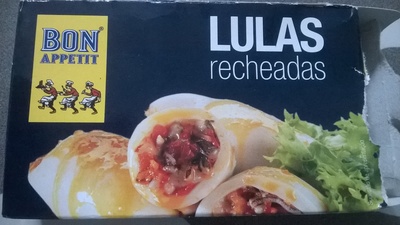 BON
APPETIT
LULAS
recheadas